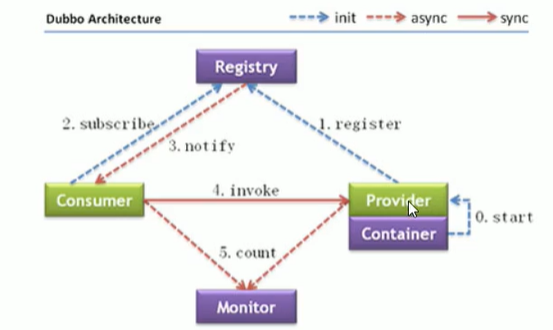 Dubbo Architecture
init
async
sync
Registry
2. subscribe
1. register
3. notify
Consumer
4. invoke
Provider
0. start
Container
5. count
Monitor